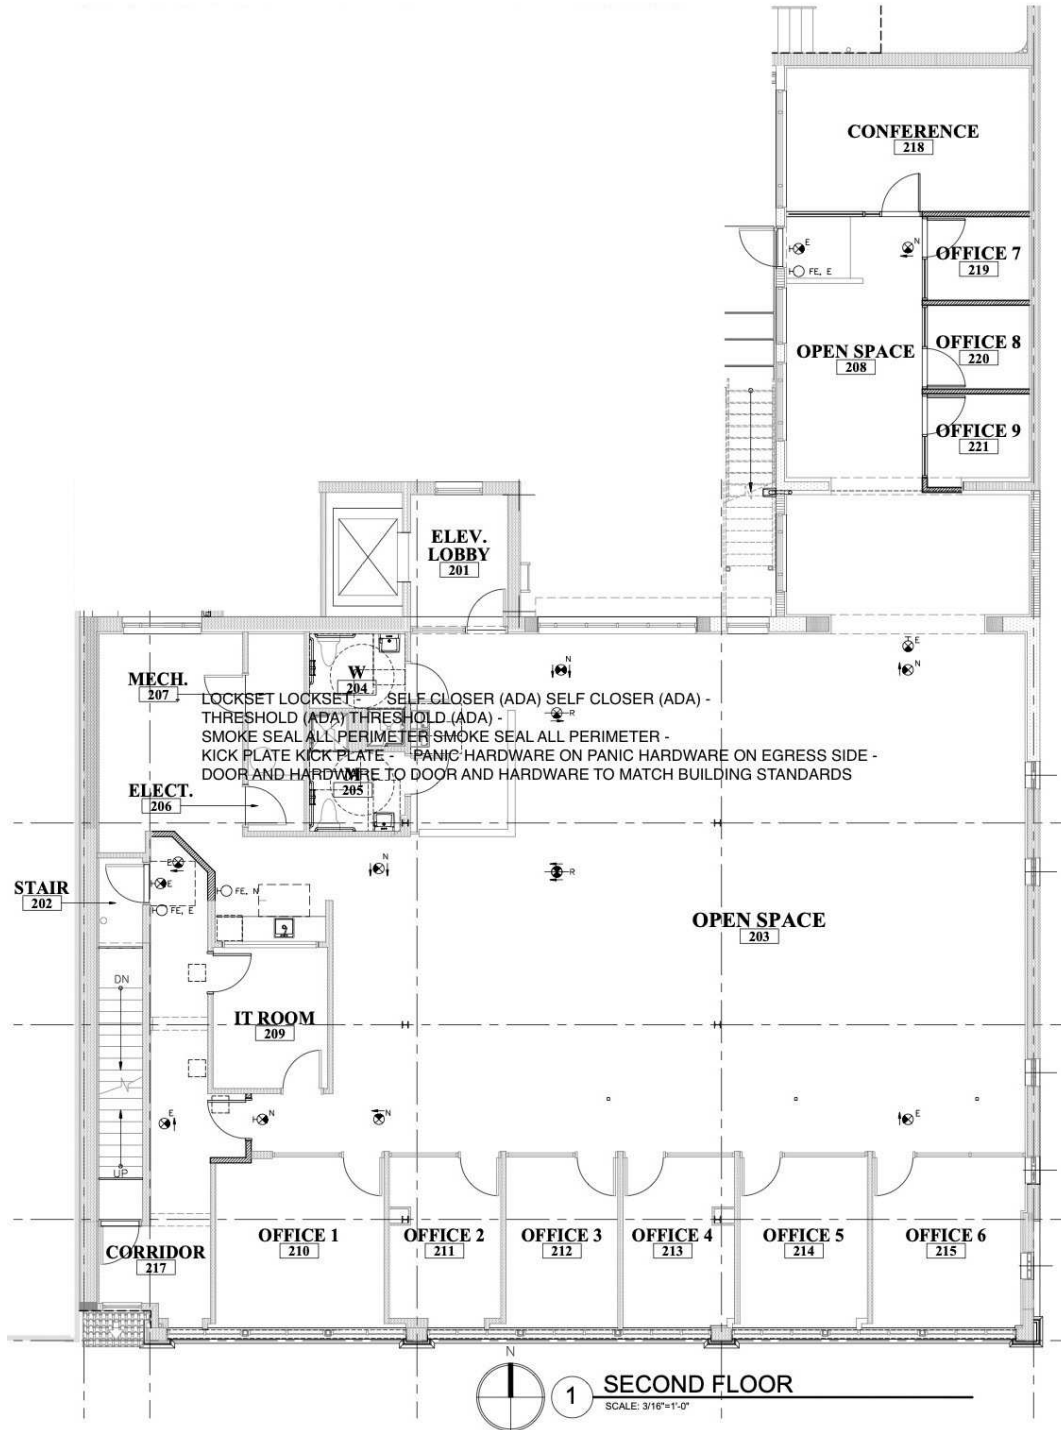 CONFERENCE
218
E
N
FE, E
OFFICE 7
219
OPEN SPACE
208
OFFICE 8
220
OFFICE 9
221
ELEV.
LOBBY
201
E
N
N
W
204
MECH.
207
R
LOCKSET LOCKSET - SELF CLOSER (ADA) SELF CLOSER (ADA) -
THRESHOLD (ADA) THRESHOLD (ADA) -
SMOKE SEAL ALL PERIMETER SMOKE SEAL ALL PERIMETER -
KICK PLATE KICK PLATE - PANIC HARDWARE ON PANIC HARDWARE ON EGRESS SIDE -
DOOR AND HARDWARE TO DOOR AND HARDWARE TO MATCH BUILDING STANDARDS
M
205
ELECT.
206
E
N
R
STAIR
202
E
FE, N
FE, E
OPEN SPACE
203
DN
IT ROOM
209
E
N
N
E
UP
CORRIDOR
217
OFFICE 1
210
OFFICE 2
211
OFFICE 3
212
OFFICE 4
213
OFFICE 5
214
OFFICE 6
215
N
1
SECOND FLOOR
SCALE: 3/16"=1'-0"